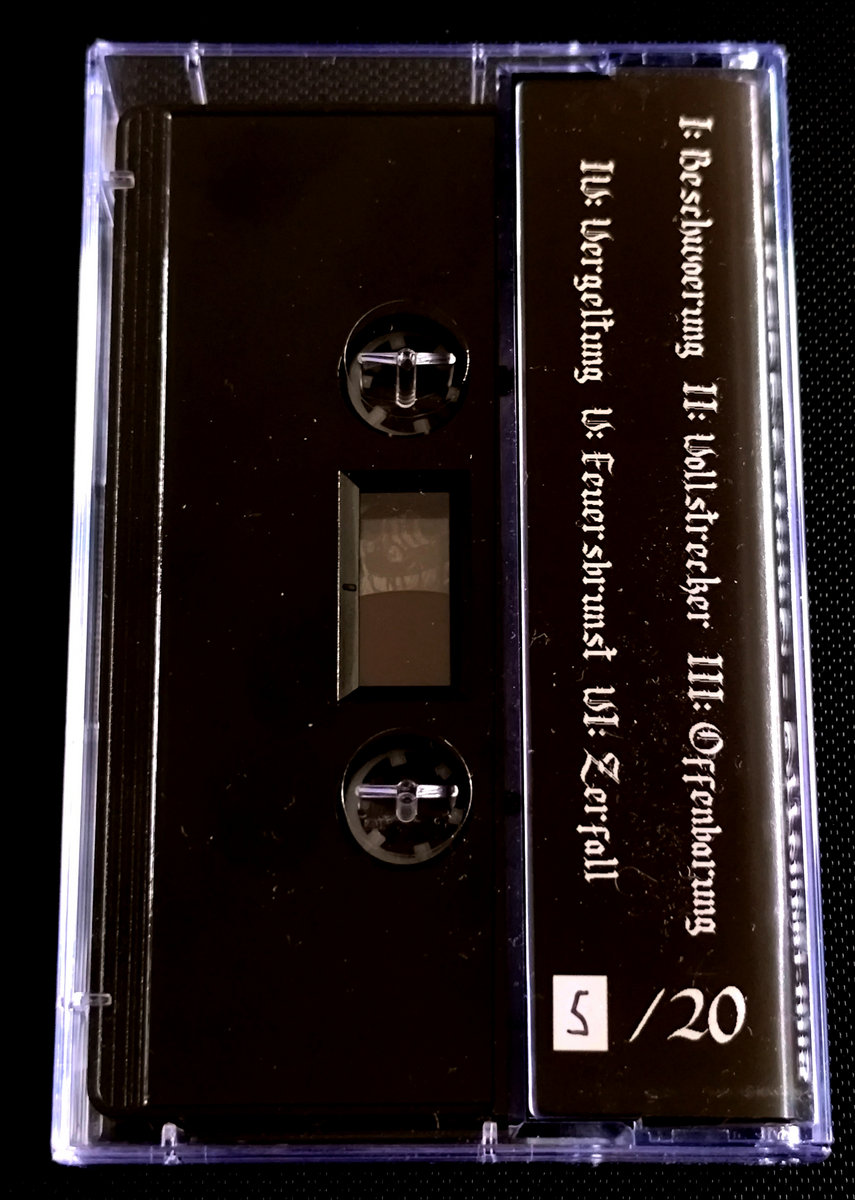 I: Beschwoerung II: Vollstrecker III: Offenbarung
IV: Vergeltung V: Feuersbrunst VI: Zerfall
5 /20